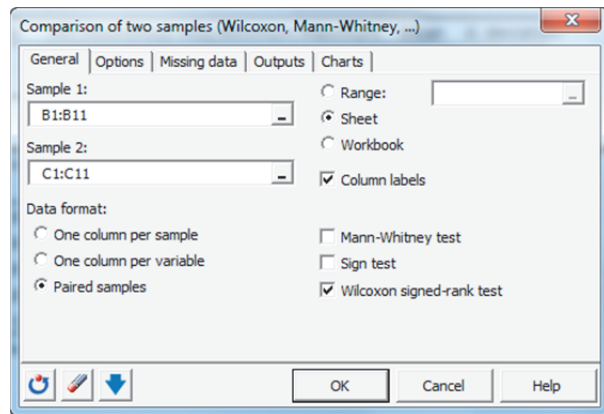 Comparison of two samples (Wilcoxon, Mann-Whitney, ...)
General Options Missing data Outputs Charts
Sample 1:
B1:B11
Sample 2:
C1:C11
Data format:
One column per sample
One column per variable
Paired samples
Range:
Sheet
Workbook
Column labels
Mann-Whitney test
Sign test
Wilcoxon signed-rank test
OK Cancel Help